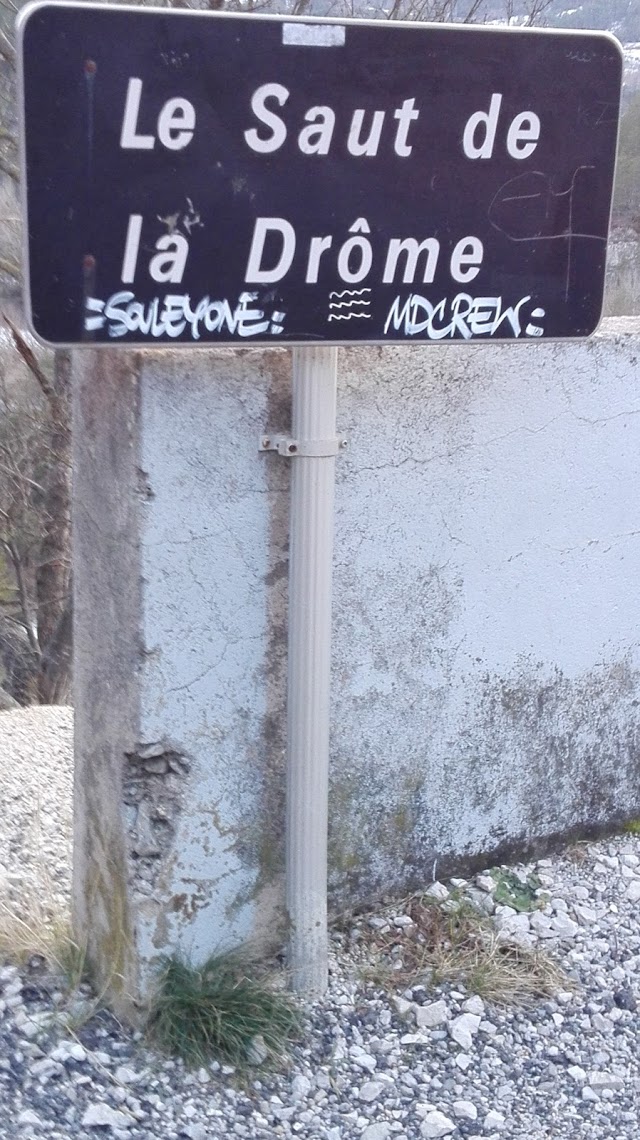 Le Saut de
la Drôme
=SOULEYONE: MDCREW: